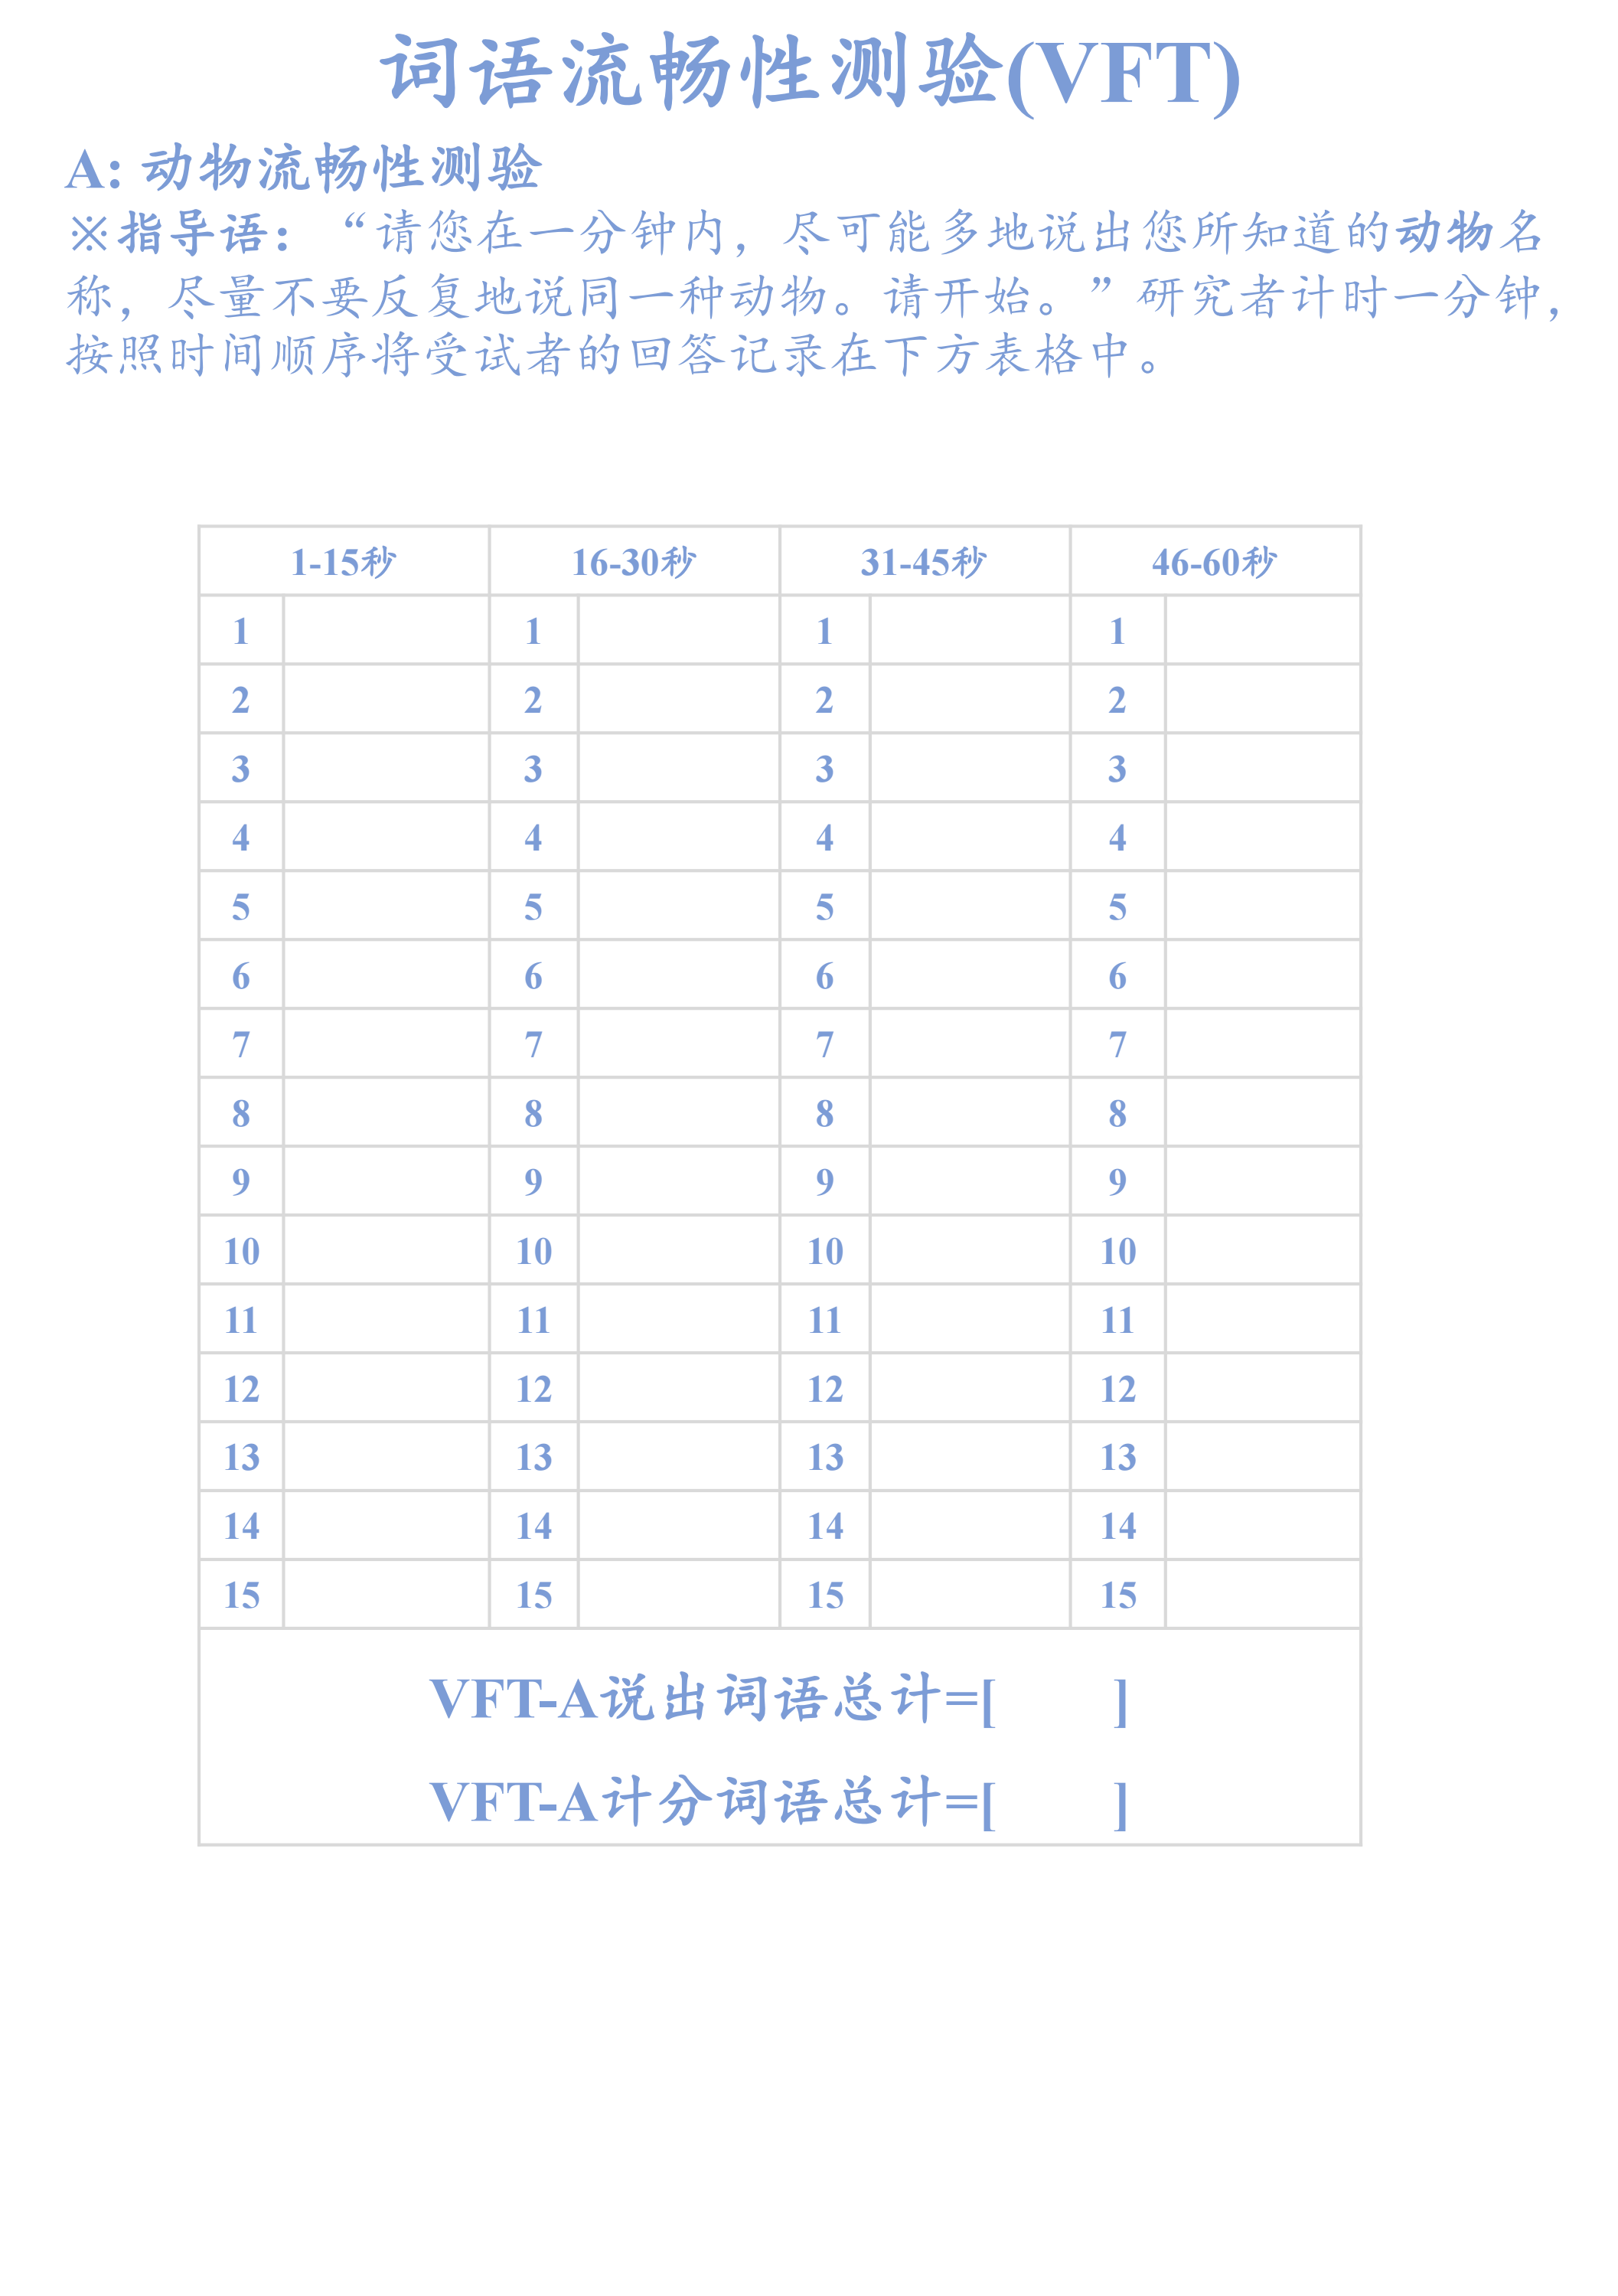 词语流畅性测验(VFT)
A: 动物流畅性测验
※指导语：“请您在一分钟内，尽可能多地说出您所知道的动物名
称，尽量不要反复地说同一种动物。请开始。”研究者计时一分钟，
按照时间顺序将受试者的回答记录在下方表格中。
1-15秒 16-30秒 31-45秒 46-60秒
1 1 1 1
2 2 2 2
3 3 3 3
4 4 4 4
5 5 5 5
6 6 6 6
7 7 7 7
8 8 8 8
9 9 9 9
10 10 10 10
11 11 11 11
12 12 12 12
13 13 13 13
14 14 14 14
15 15 15 15
VFT-A说出词语总计=[ ]
VFT-A计分词语总计=[ ]